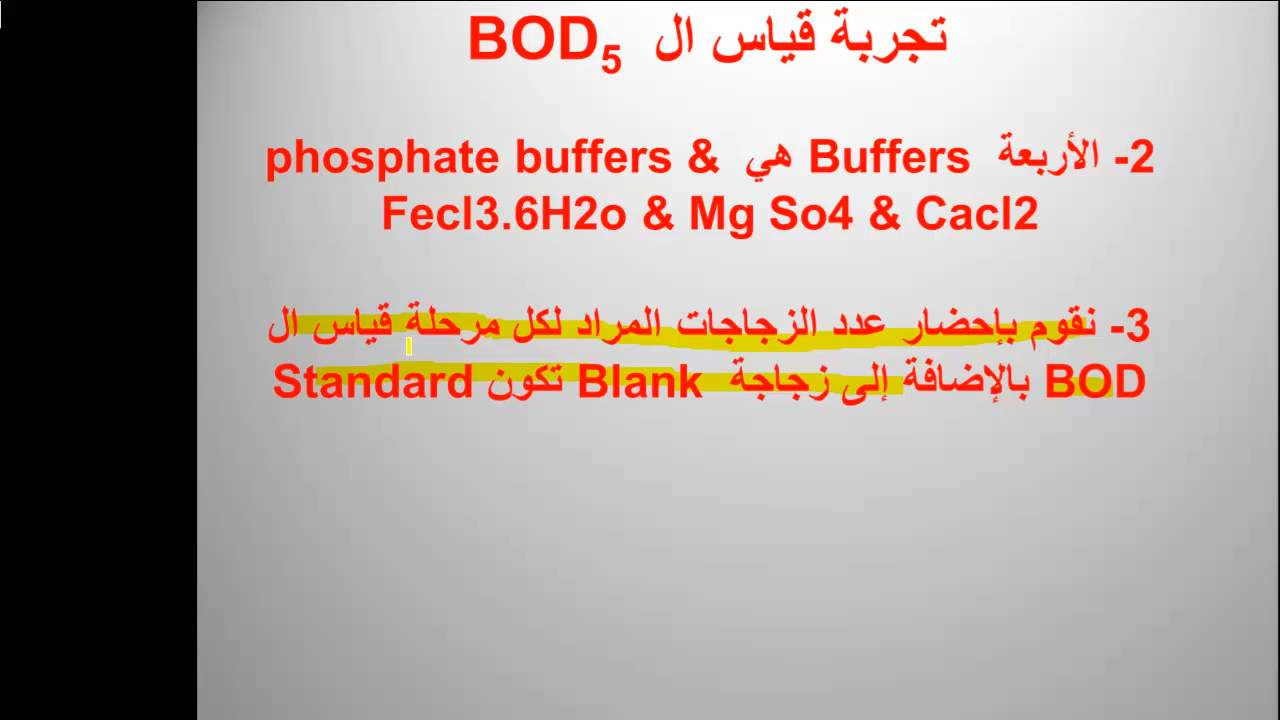 تجربة قياس ال BOD5
2- الأربعة Buffers هي phosphate buffers &
Fecl3.6H2o & Mg So4 & Cacl2
3- نقوم بإحضار عدد الزجاجات المراد لكل مرحلة قياس ال
BOD بالإضافة إلى زجاجة Blank تكون Standard